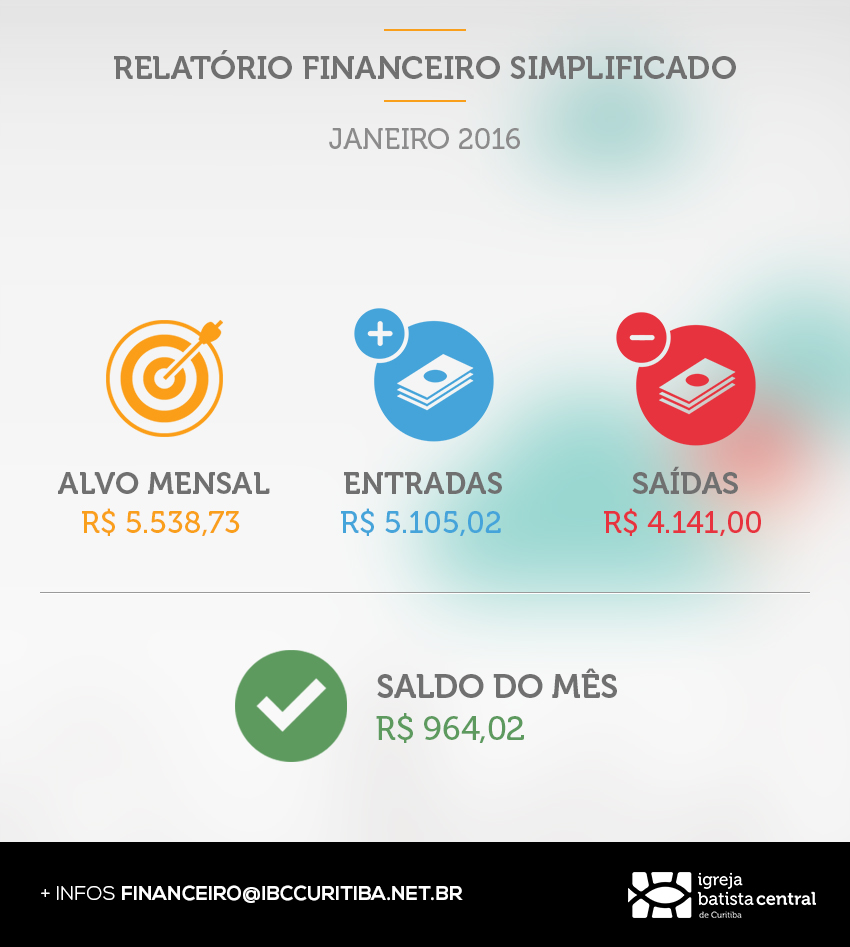 RELATÓRIO FINANCEIRO SIMPLIFICADO
JANEIRO 2016
ALVO MENSAL
R$ 5.538,73
ENTRADAS
R$ 5.105,02
SAÍDAS
R$ 4.141,00
SALDO DO MÊS
R$ 964,02
+ INFOS FINANCEIRO@IBCCURITIBA.NET.BR
igreja
batista central
de Curitiba